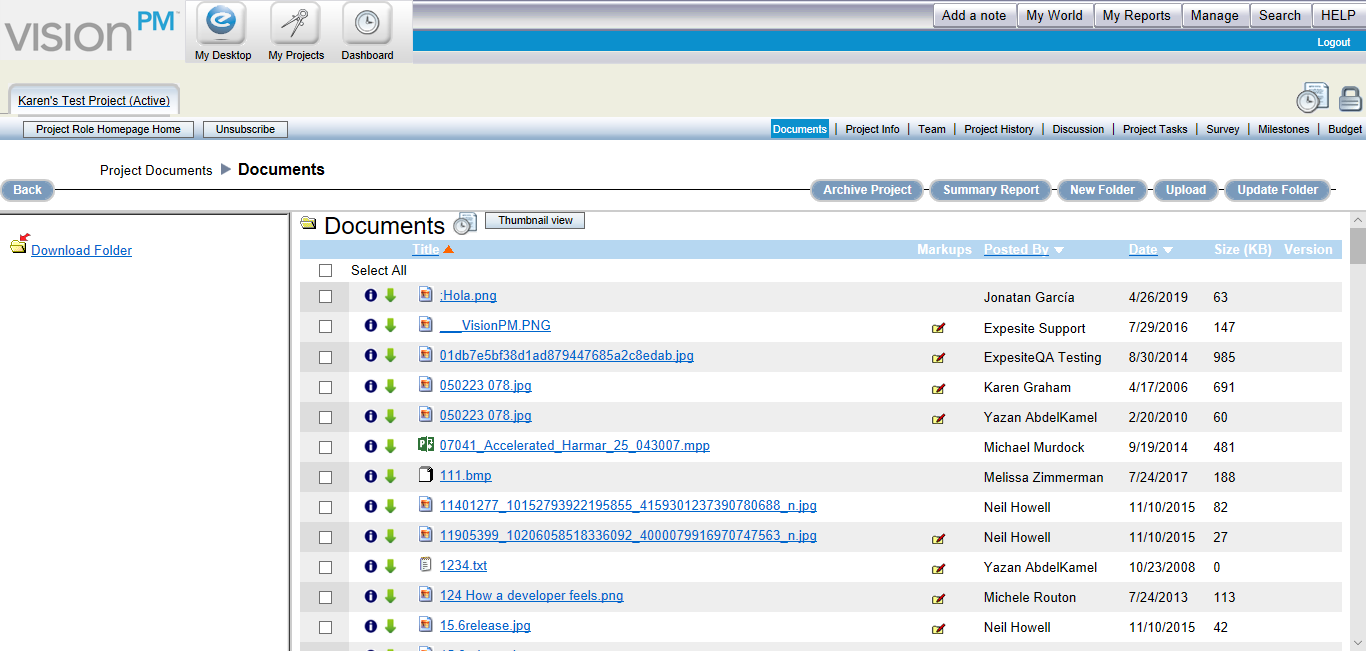 VISION PM™
My Desktop My Projects Dashboard
Add a note My World My Reports Manage Search HELP
Logout
Karen's Test Project (Active)
Project Role Homepage Home Unsubscribe
Documents | Project Info | Team | Project History | Discussion | Project Tasks | Survey | Milestones | Budget
Project Documents Documents
Back Archive Project Summary Report New Folder Upload Update Folder
Download Folder
Documents Thumbnail view
Title Markups Posted By Date Size (KB) Version
Select All
:Hola.png Jonatan García 4/26/2019 63
___VisionPM.PNG Expesite Support 7/29/2016 147
01db7e5bf38d1ad879447685a2c8edab.jpg ExpesiteQA Testing 8/30/2014 985
050223 078.jpg Karen Graham 4/17/2006 691
050223 078.jpg Yazan AbdelKamel 2/20/2010 60
07041_Accelerated_Harmar_25_043007.mpp Michael Murdock 9/19/2014 481
111.bmp Melissa Zimmerman 7/24/2017 188
11401277_10152793922195855_4159301237390780688_n.jpg Neil Howell 11/10/2015 82
11905399_10206058518336092_4000079916970747563_n.jpg Neil Howell 11/10/2015 27
1234.txt Yazan AbdelKamel 10/23/2008 0
124 How a developer feels.png Michele Routon 7/24/2013 113
15.6release.jpg Neil Howell 11/10/2015 42